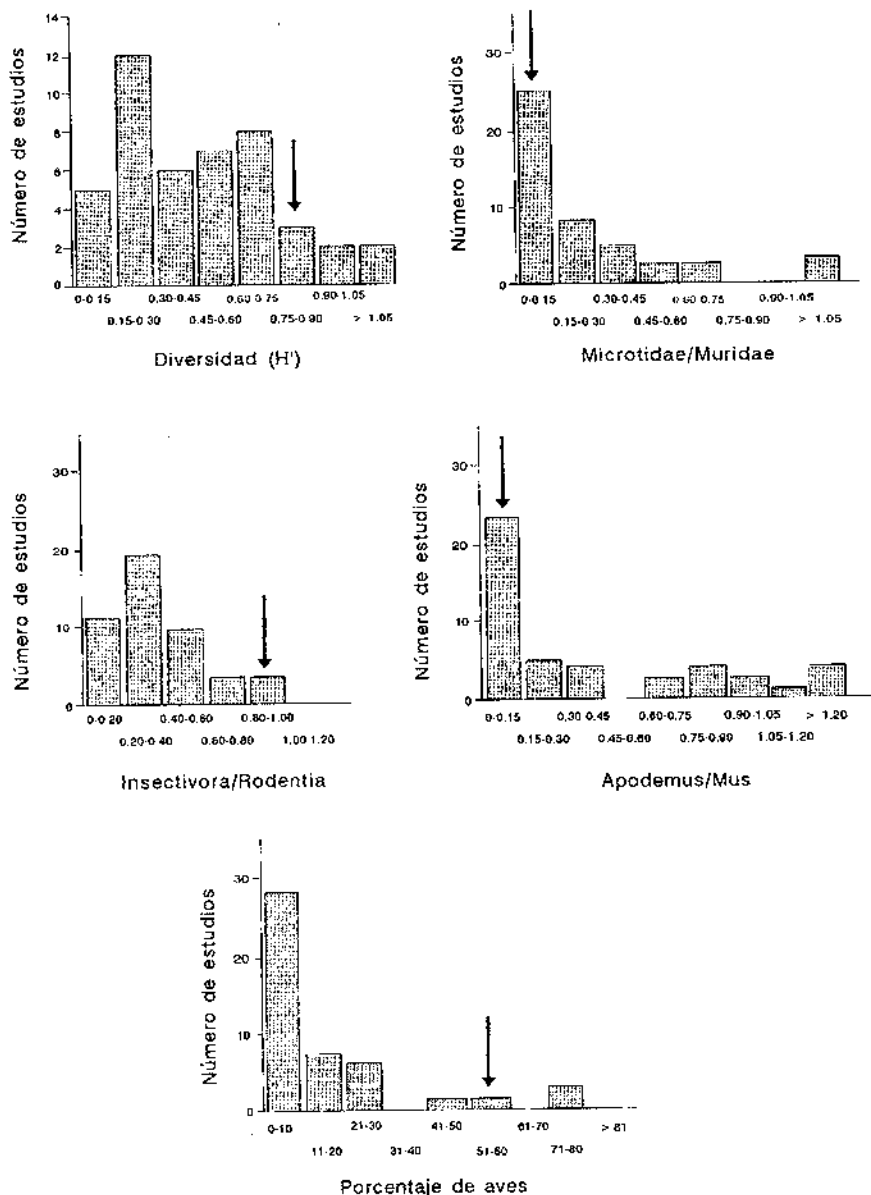 Número de estudios
14
12
10
8
6
4
2
0
0-0.15 0.30-0.45 0.60-0.75 0.90-1.05
0.15-0.30 0.45-0.60 0.75-0.90 > 1.05
Diversidad (H')
Número de estudios
30
20
10
0
0-0.15 0.30-0.45 0.60-0.75 0.90-1.05
0.15-0.30 0.45-0.60 0.75-0.90 > 1.05
Microtidae/Muridae
Número de estudios
30
20
10
0
0-0.20 0.40-0.60 0.80-1.00
0.20-0.40 0.60-0.80 1.00 1.20
Insectivora/Rodentia
Número de estudios
30
20
10
0
0-0.15 0.30-0.45 0.60-0.75 0.90-1.05 > 1.20
0.15-0.30 0.45-0.60 0.75-0.90 1.05-1.20
Apodemus/Mus
Número de estudios
30
20
10
0
0-10 21-30 41-50 61-70 > 81
11-20 31-40 51-60 71-80
Porcentaje de aves